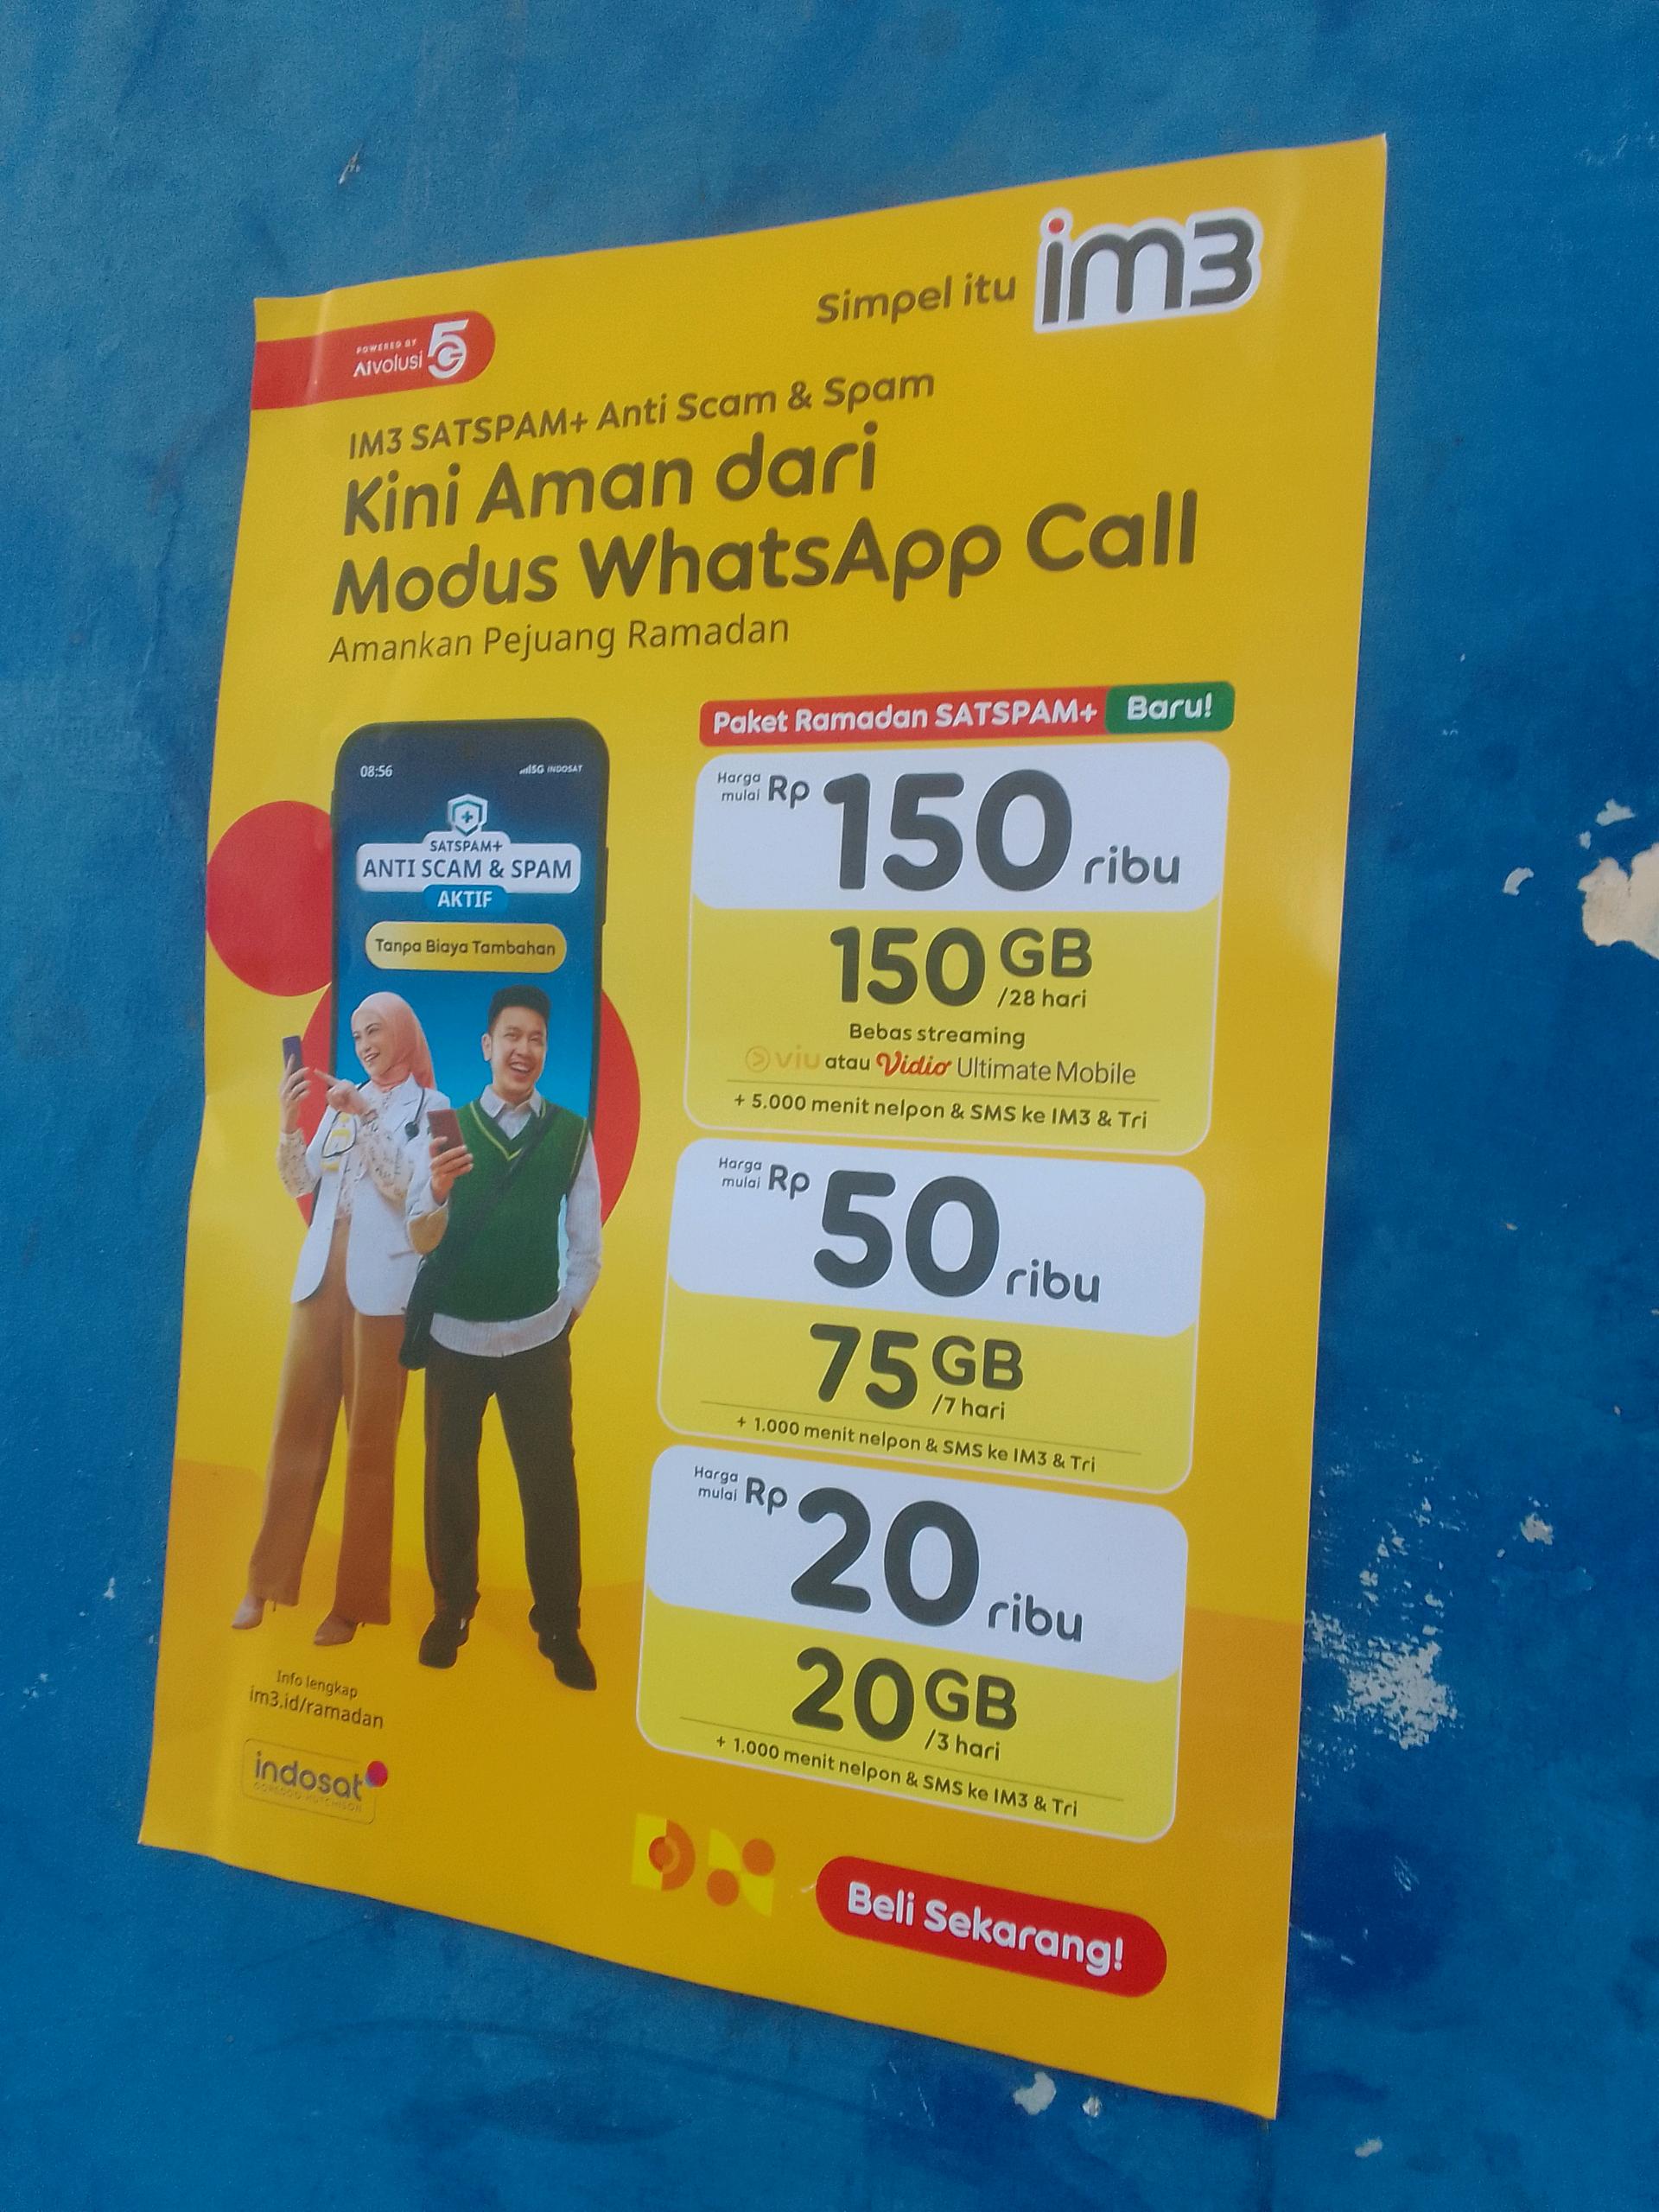 Simpel itu im3
POWERED BY
AIvolusi 5G
IM3 SATSPAM+ Anti Scam & Spam
Kini Aman dari
Modus WhatsApp Call
Amankan Pejuang Ramadan
08:56
5G INDOSAT
SATSPAM+
ANTI SCAM & SPAM
AKTIF
Tanpa Biaya Tambahan
Paket Ramadan SATSPAM+ Baru!
Harga
mulai Rp 150 ribu
150 GB
/28 hari
Bebas streaming
viu atau Vidio Ultimate Mobile
+ 5.000 menit nelpon & SMS ke IM3 & Tri
Harga
mulai Rp 50 ribu
75 GB
/7 hari
+ 1.000 menit nelpon & SMS ke IM3 & Tri
Harga
mulai Rp 20 ribu
20 GB
/3 hari
+ 1.000 menit nelpon & SMS ke IM3 & Tri
Info lengkap
im3.id/ramadan
indosat
OOREDOO HUTCHISON
Beli Sekarang!